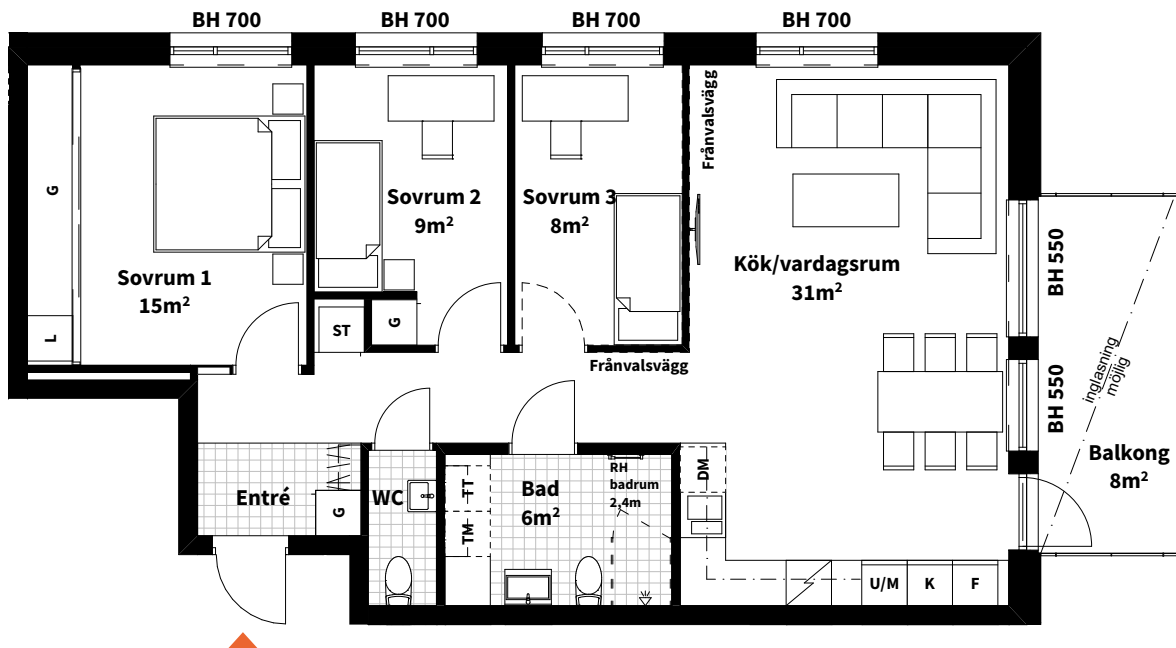 BH 700
BH 700
BH 700
BH 700
Frånvalsvägg
G
Sovrum 1
15m²
L
Sovrum 2
9m²
ST
G
Sovrum 3
8m²
Frånvalsvägg
Kök/vardagsrum
31m²
BH 550
BH 550
inglasning
möjlig
Balkong
8m²
Entré
G
WC
TT
TM
Bad
6m²
RH
badrum
2,4m
DM
U/M
K
F